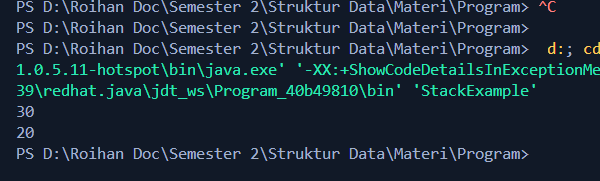 PS D:\Roihan Doc\Semester 2\Struktur Data\Materi\Program> ^C
PS D:\Roihan Doc\Semester 2\Struktur Data\Materi\Program>
PS D:\Roihan Doc\Semester 2\Struktur Data\Materi\Program>  d:; cd
1.0.5.11-hotspot\bin\java.exe' '-XX:+ShowCodeDetailsInExceptionMe
39\redhat.java\jdt_ws\Program_40b49810\bin' 'StackExample'
30
20
PS D:\Roihan Doc\Semester 2\Struktur Data\Materi\Program>